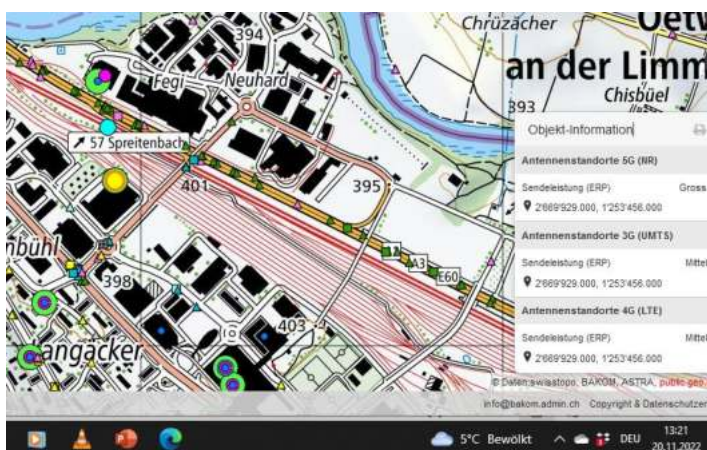 Chrüzächer
Oetw
an der Limm
Chisbüel
394
393
Fegi
Neuhard
57 Spreitenbach
401
395
398
403
A3
E60
nbühl
Langäcker
Objekt-Information
Antennenstandorte 5G (NR)
Sendeleistung (ERP) Gross
2'669'929.000, 1'253'456.000
Antennenstandorte 3G (UMTS)
Sendeleistung (ERP) Mittel
2'669'929.000, 1'253'456.000
Antennenstandorte 4G (LTE)
Sendeleistung (ERP) Mittel
2'669'929.000, 1'253'456.000
© Daten:swisstopo, BAKOM, ASTRA, public.geo.
info@bakom.admin.ch Copyright & Datenschutzer
5°C Bewölkt DEU 13:21
20.11.2022